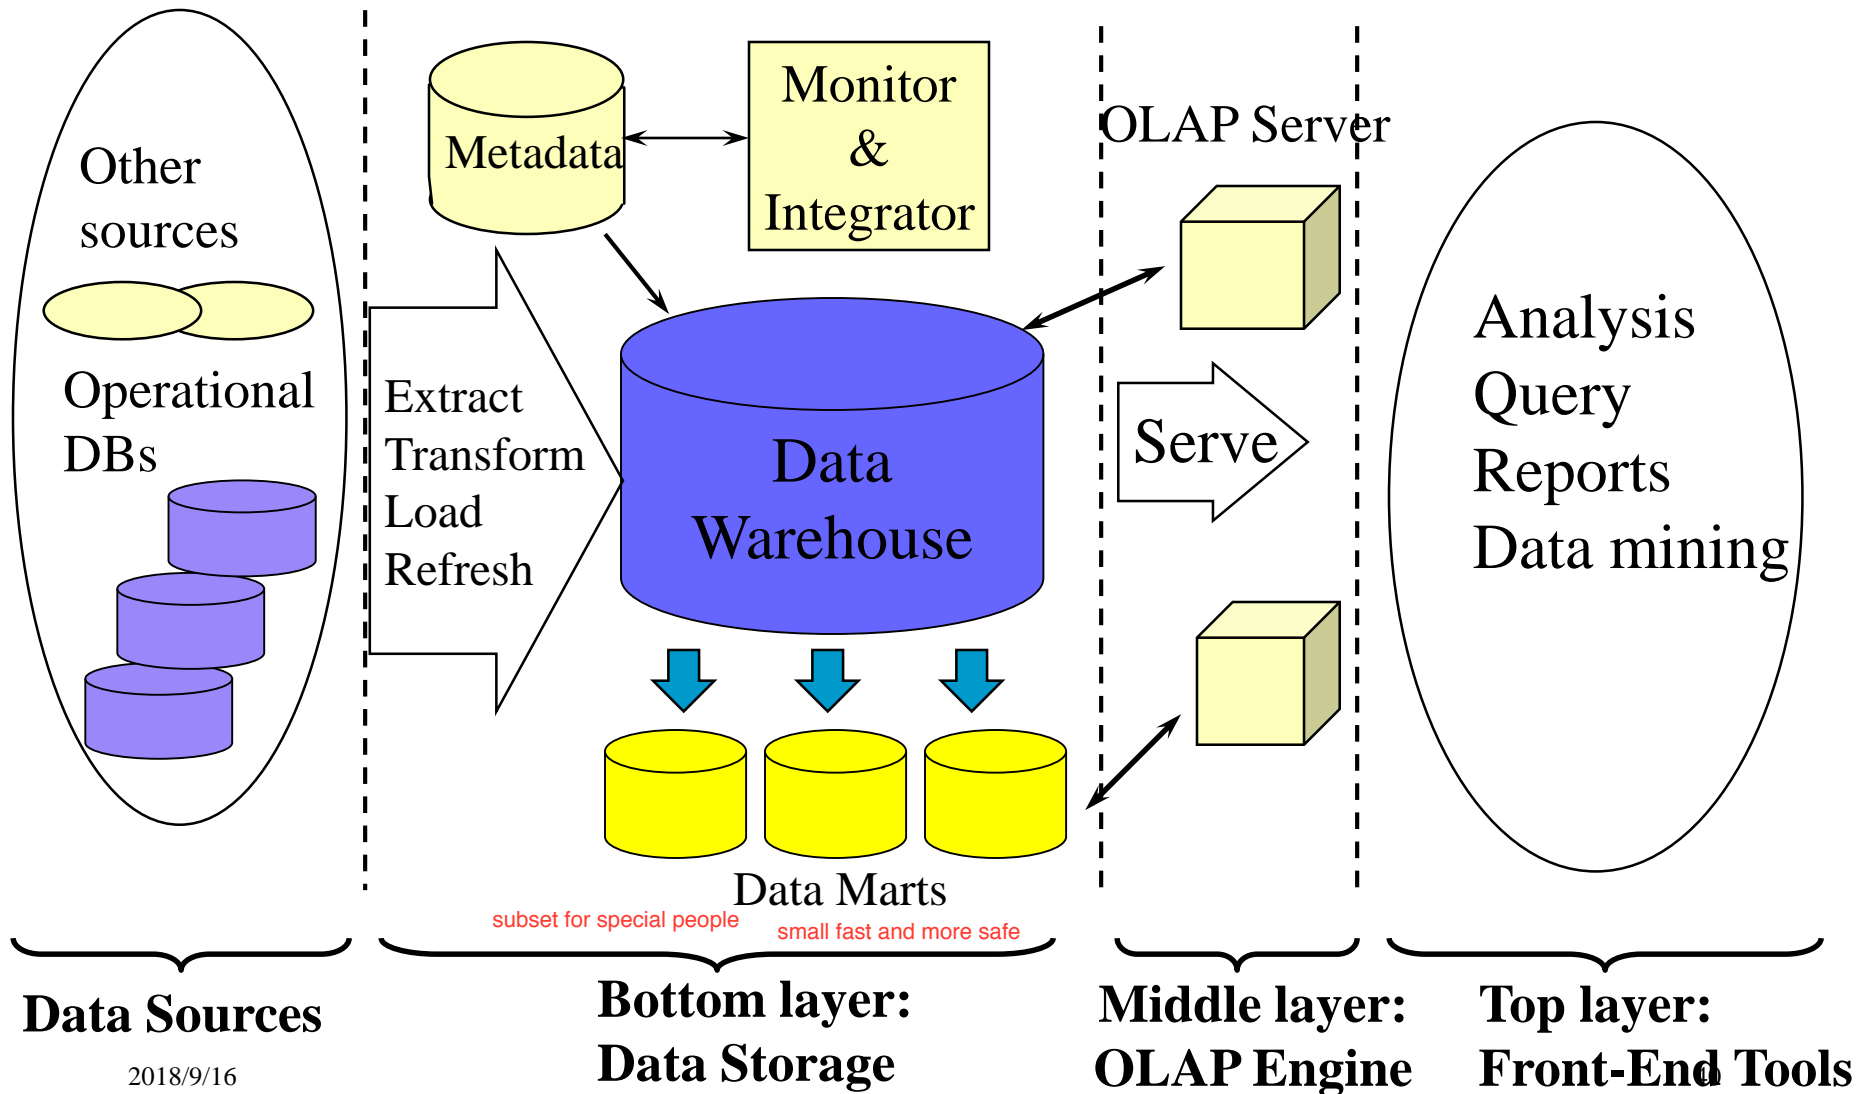 Other
sources
Operational
DBs
Extract
Transform
Load
Refresh
Metadata
Monitor
&
Integrator
Data
Warehouse
Data Marts
subset for special people
small fast and more safe
OLAP Server
Serve
Analysis
Query
Reports
Data mining
Data Sources
Bottom layer:
Data Storage
Middle layer:
OLAP Engine
Top layer:
Front-End Tools
2018/9/16